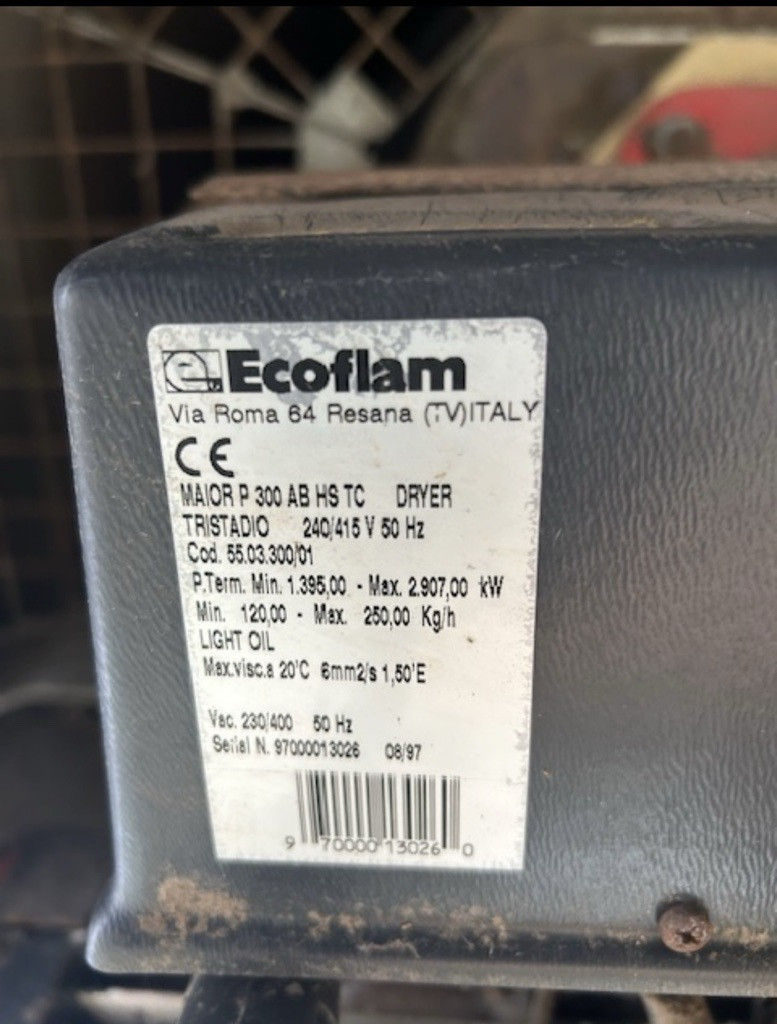 Ecoflam
Via Roma 64 Resana (TV) ITALY
CE
MAIOR P 300 AB HS TC DRYER
TRISTADIO 240/415 V 50 Hz
Cod. 55.03.300/01
P.Term. Min. 1.395,00 - Max. 2.907,00 kW
Min. 120,00 - Max. 250,00 Kg/h
LIGHT OIL
Max.visc.a 20°C 6mm2/s 1,50°E
Vac. 230/400 50 Hz
Serial N. 97000013026 08/97
9 70000 13026 0